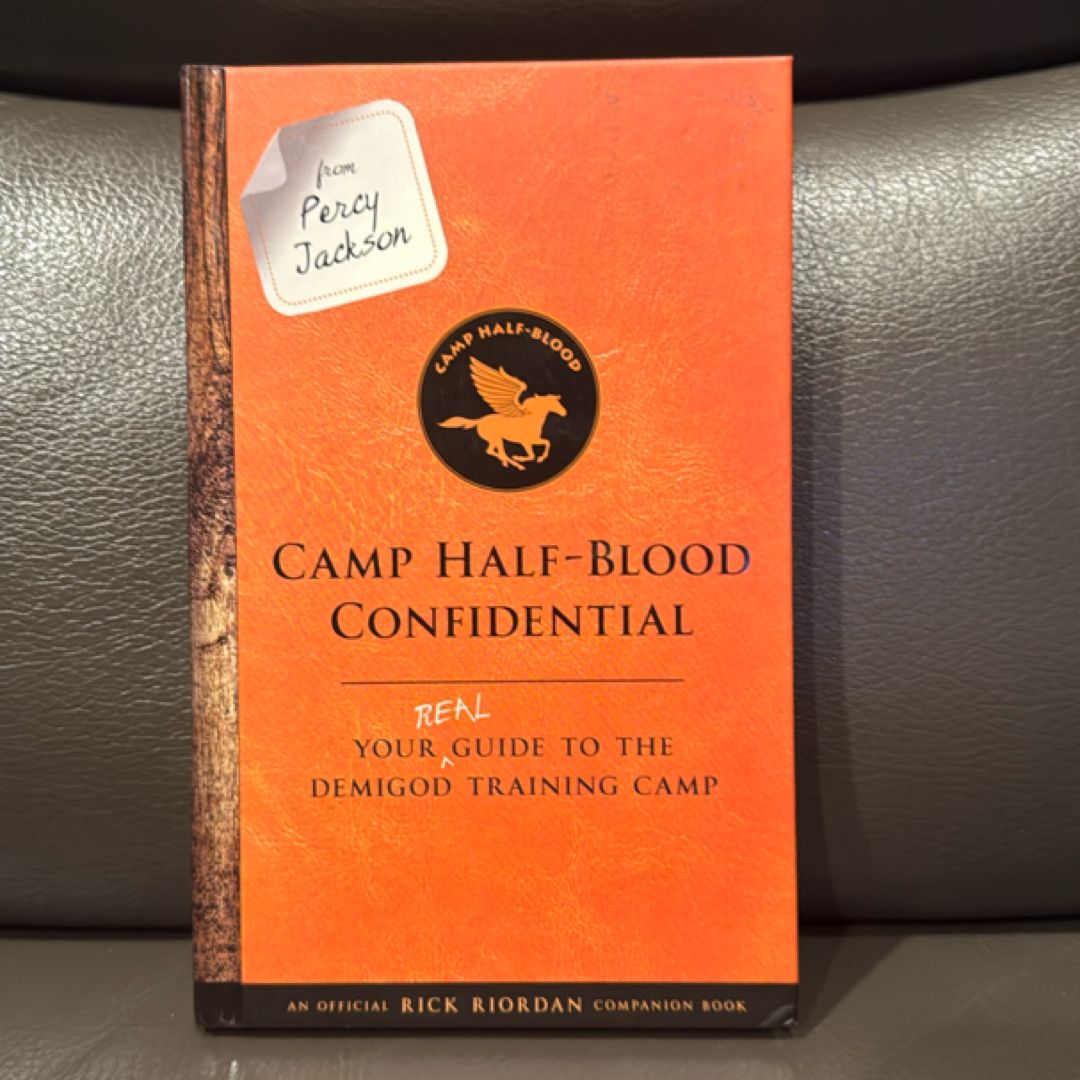 from
Percy
Jackson
CAMP HALF-BLOOD
CAMP HALF-BLOOD
CONFIDENTIAL
REAL
YOUR ^ GUIDE TO THE
DEMIGOD TRAINING CAMP
AN OFFICIAL RICK RIORDAN COMPANION BOOK